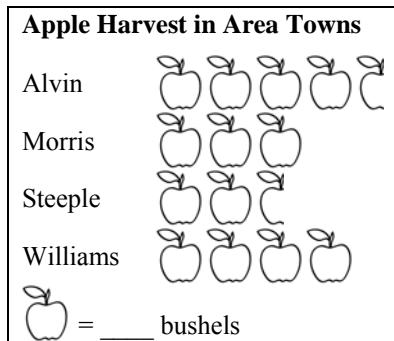 Apple Harvest in Area Towns
Alvin
Morris
Steeple
Williams
= ____ bushels